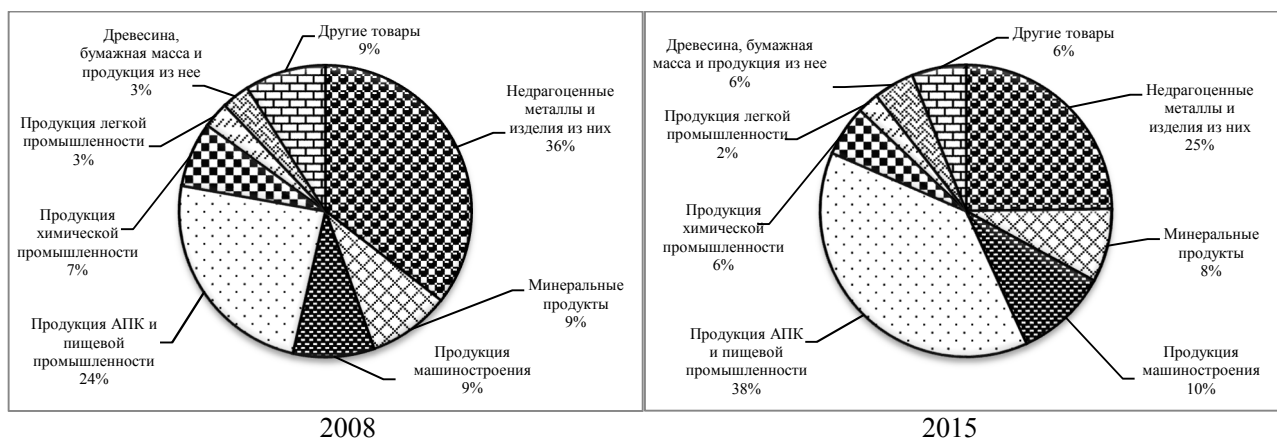 Другие товары
9%
Древесина,
бумажная масса и
продукция из нее
3%
Продукция легкой
промышленности
3%
Продукция
химической
промышленности
7%
Продукция АПК и
пищевой
промышленности
24%
Недрагоценные
металлы и
изделия из них
36%
Минеральные
продукты
9%
Продукция
машиностроения
9%
2008
Другие товары
6%
Древесина, бумажная
масса и продукция из нее
6%
Продукция легкой
промышленности
2%
Продукция
химической
промышленности
6%
Продукция АПК
и пищевой
промышленности
38%
Недрагоценные
металлы и
изделия из них
25%
Минеральные
продукты
8%
Продукция
машиностроения
10%
2015